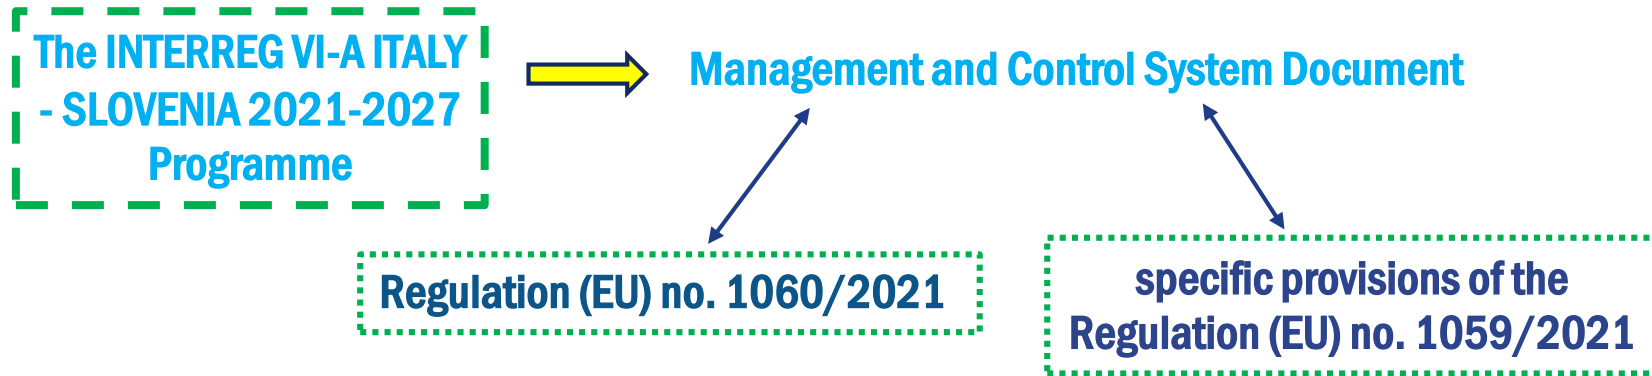 The INTERREG VI-A ITALY
- SLOVENIA 2021-2027
Programme
Management and Control System Document
Regulation (EU) no. 1060/2021
specific provisions of the
Regulation (EU) no. 1059/2021